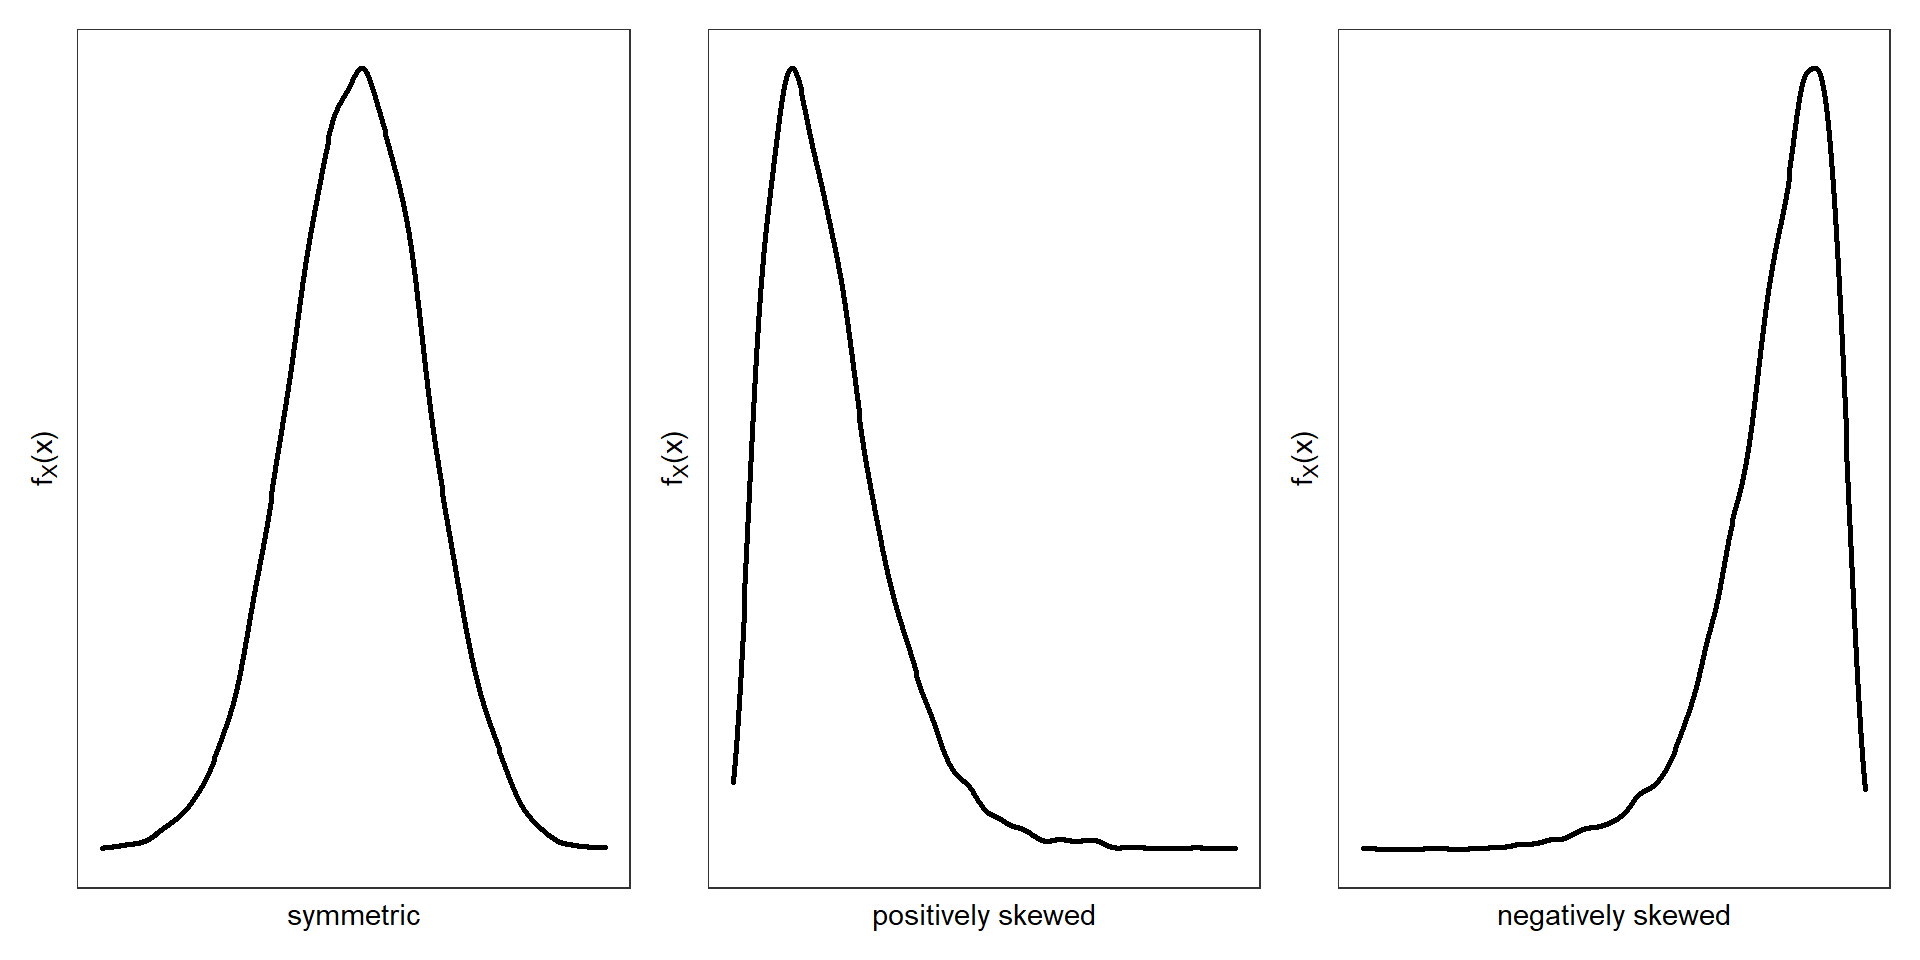 fX(x)
symmetric
fX(x)
positively skewed
fX(x)
negatively skewed